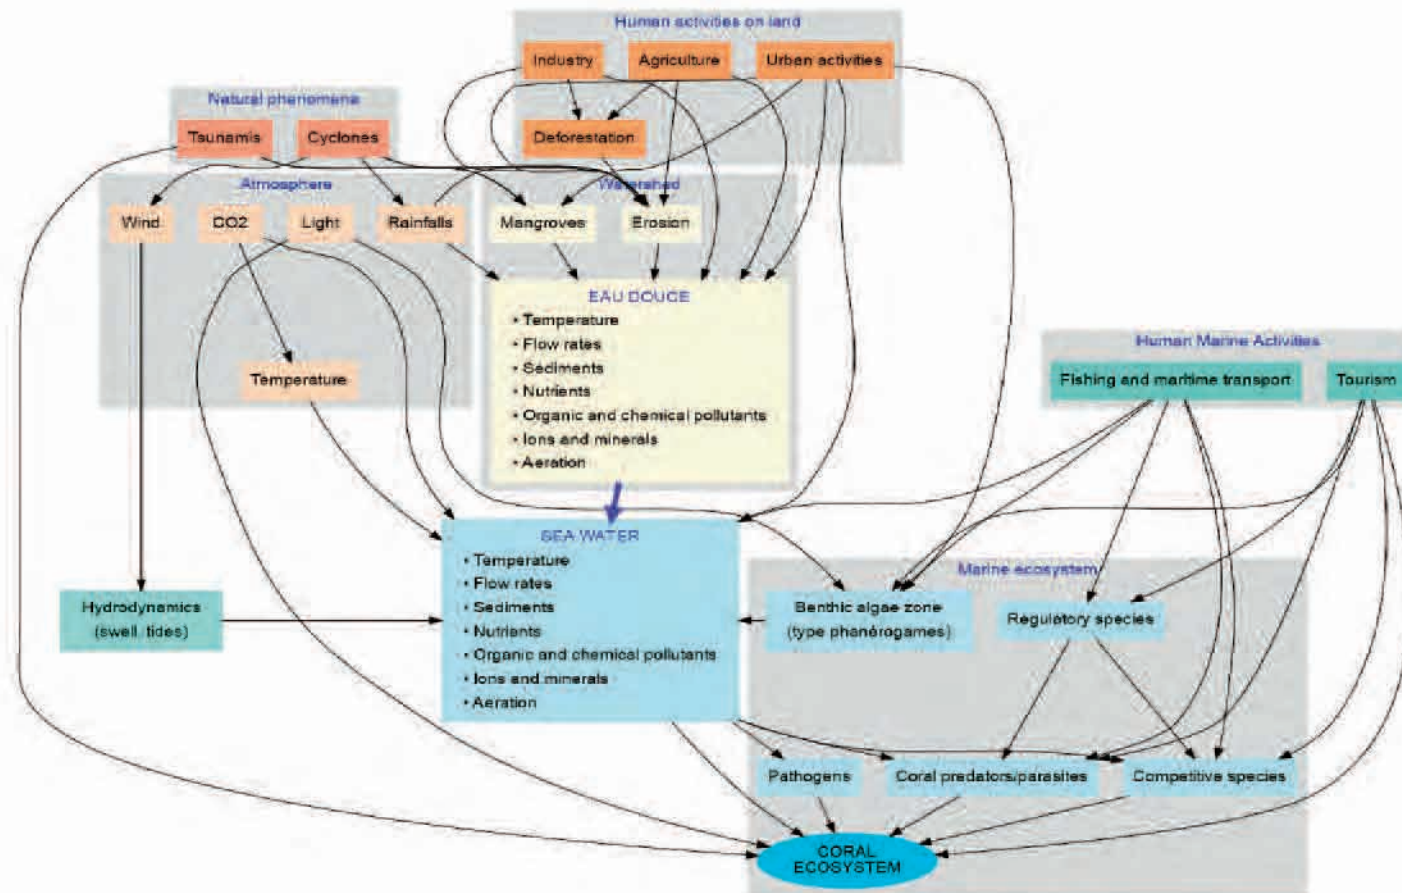 Human activities on land
Industry
Agriculture
Urban activities
Natural phenomena
Tsunamis
Cyclones
Deforestation
Atmosphere
Watershed
Wind
CO2
Light
Rainfalls
Mangroves
Erosion
EAU DOUCE
• Temperature
• Flow rates
• Sediments
• Nutrients
• Organic and chemical pollutants
• Ions and minerals
• Aeration
Temperature
Human Marine Activities
Fishing and maritime transport
Tourism
SEA WATER
• Temperature
• Flow rates
• Sediments
• Nutrients
• Organic and chemical pollutants
• Ions and minerals
• Aeration
Hydrodynamics
(swell, tides)
Marine ecosystem
Benthic algae zone
(type phanérogames)
Regulatory species
Pathogens
Coral predators/parasites
Competitive species
CORAL
ECOSYSTEM